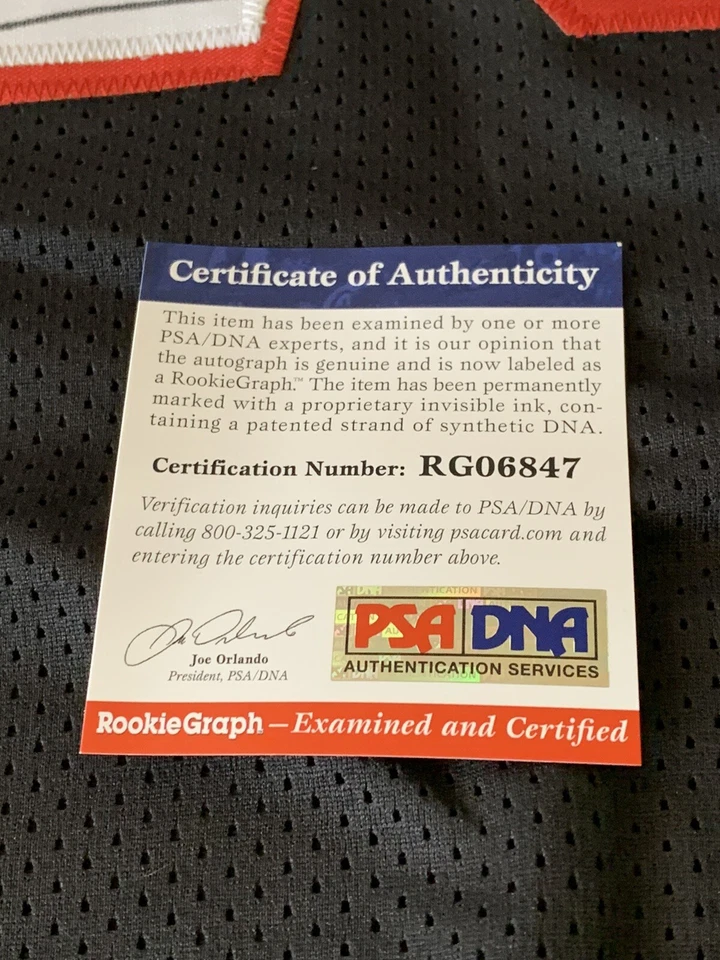 Certificate of Authenticity
This item has been examined by one or more
PSA/DNA experts, and it is our opinion that
the autograph is genuine and is now labeled as
a RookieGraph.™ The item has been permanently
marked with a proprietary invisible ink, con-
taining a patented strand of synthetic DNA.
Certification Number: RG06847
Verification inquiries can be made to PSA/DNA by
calling 800-325-1121 or by visiting psacard.com and
entering the certification number above.
Joe Orlando
President, PSA/DNA
PSA DNA
AUTHENTICATION SERVICES
RookieGraph – Examined and Certified